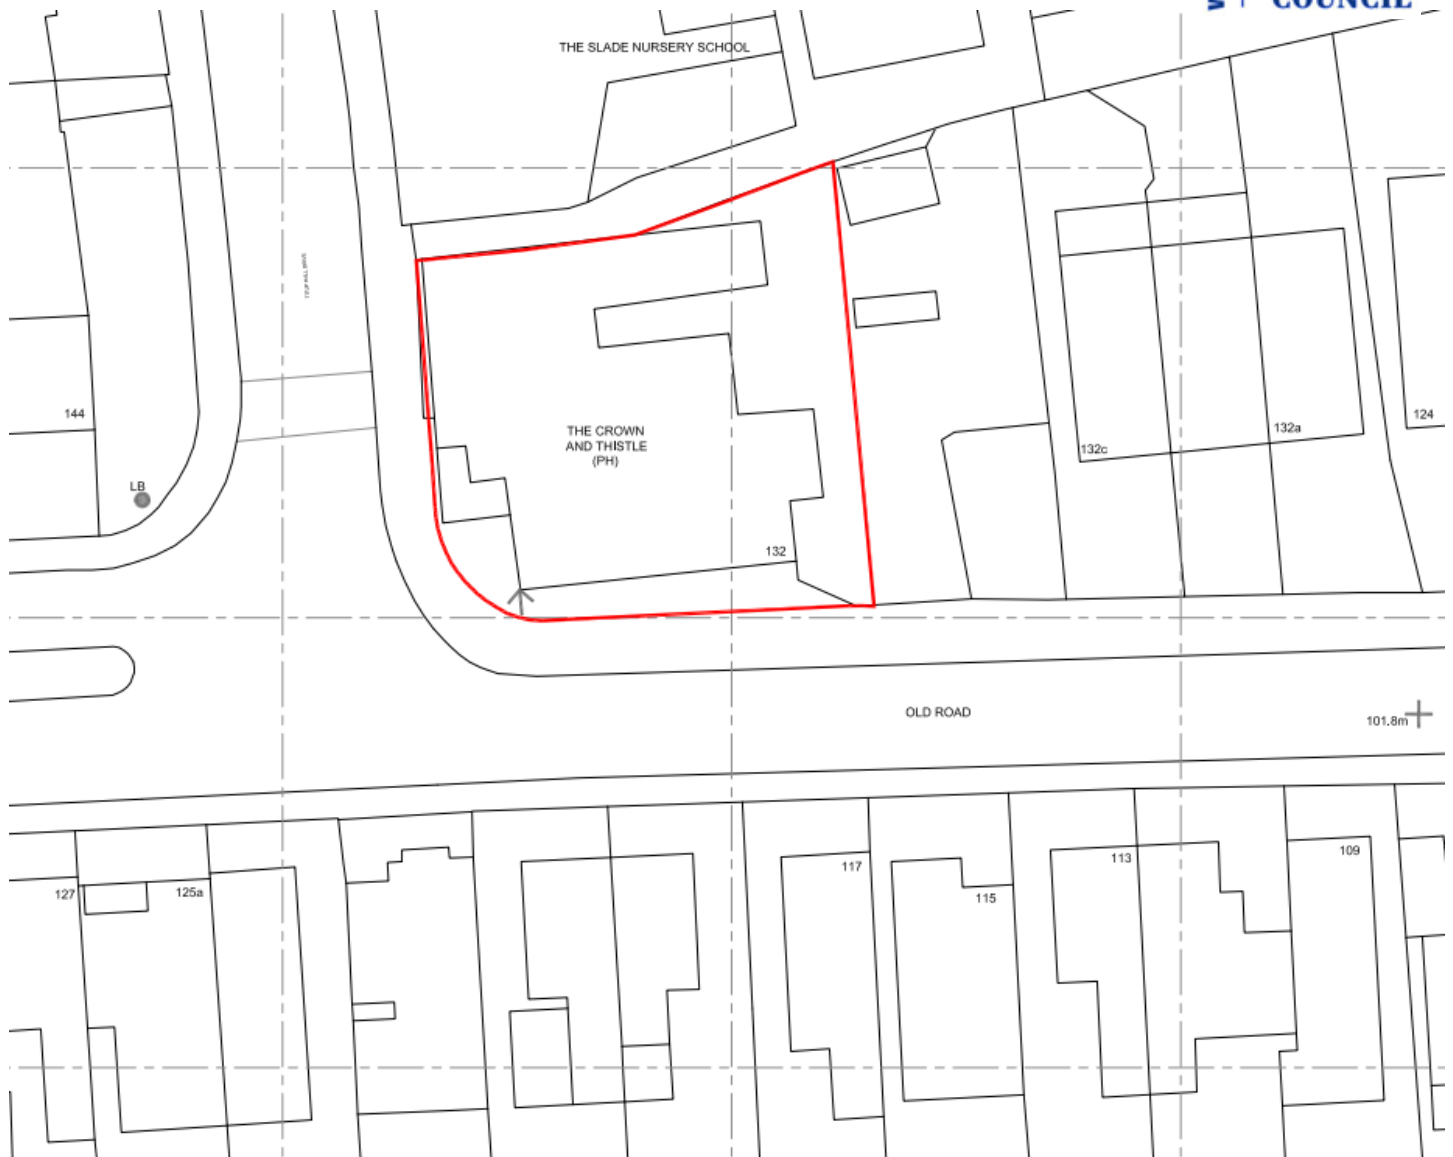 COUNCIL
THE SLADE NURSERY SCHOOL
144
LB
THE CROWN
AND THISTLE
(PH)
132
132c
132a
124
OLD ROAD
101.8m
127
125a
117
115
113
109